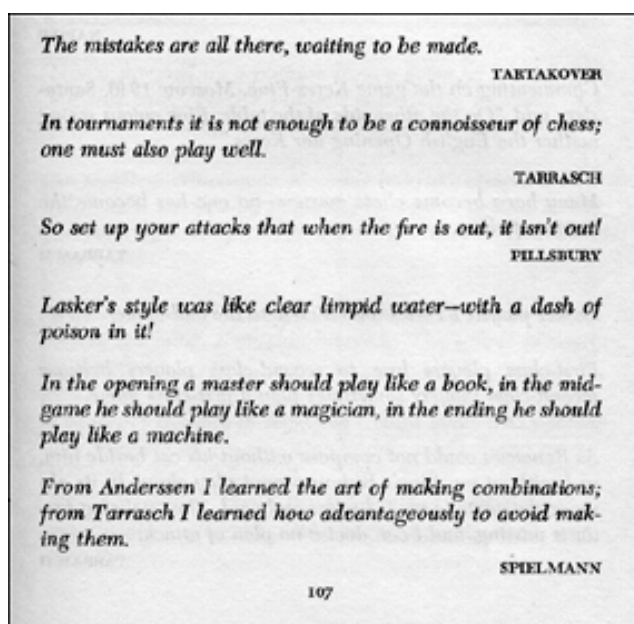 The mistakes are all there, waiting to be made.
TARTAKOVER
In tournaments it is not enough to be a connoisseur of chess;
one must also play well.
TARRASCH
So set up your attacks that when the fire is out, it isn't out!
PILLSBURY
Lasker's style was like clear limpid water—with a dash of
poison in it!
In the opening a master should play like a book, in the mid-
game he should play like a magician, in the ending he should
play like a machine.
From Anderssen I learned the art of making combinations;
from Tarrasch I learned how advantageously to avoid mak-
ing them.
SPIELMANN
107